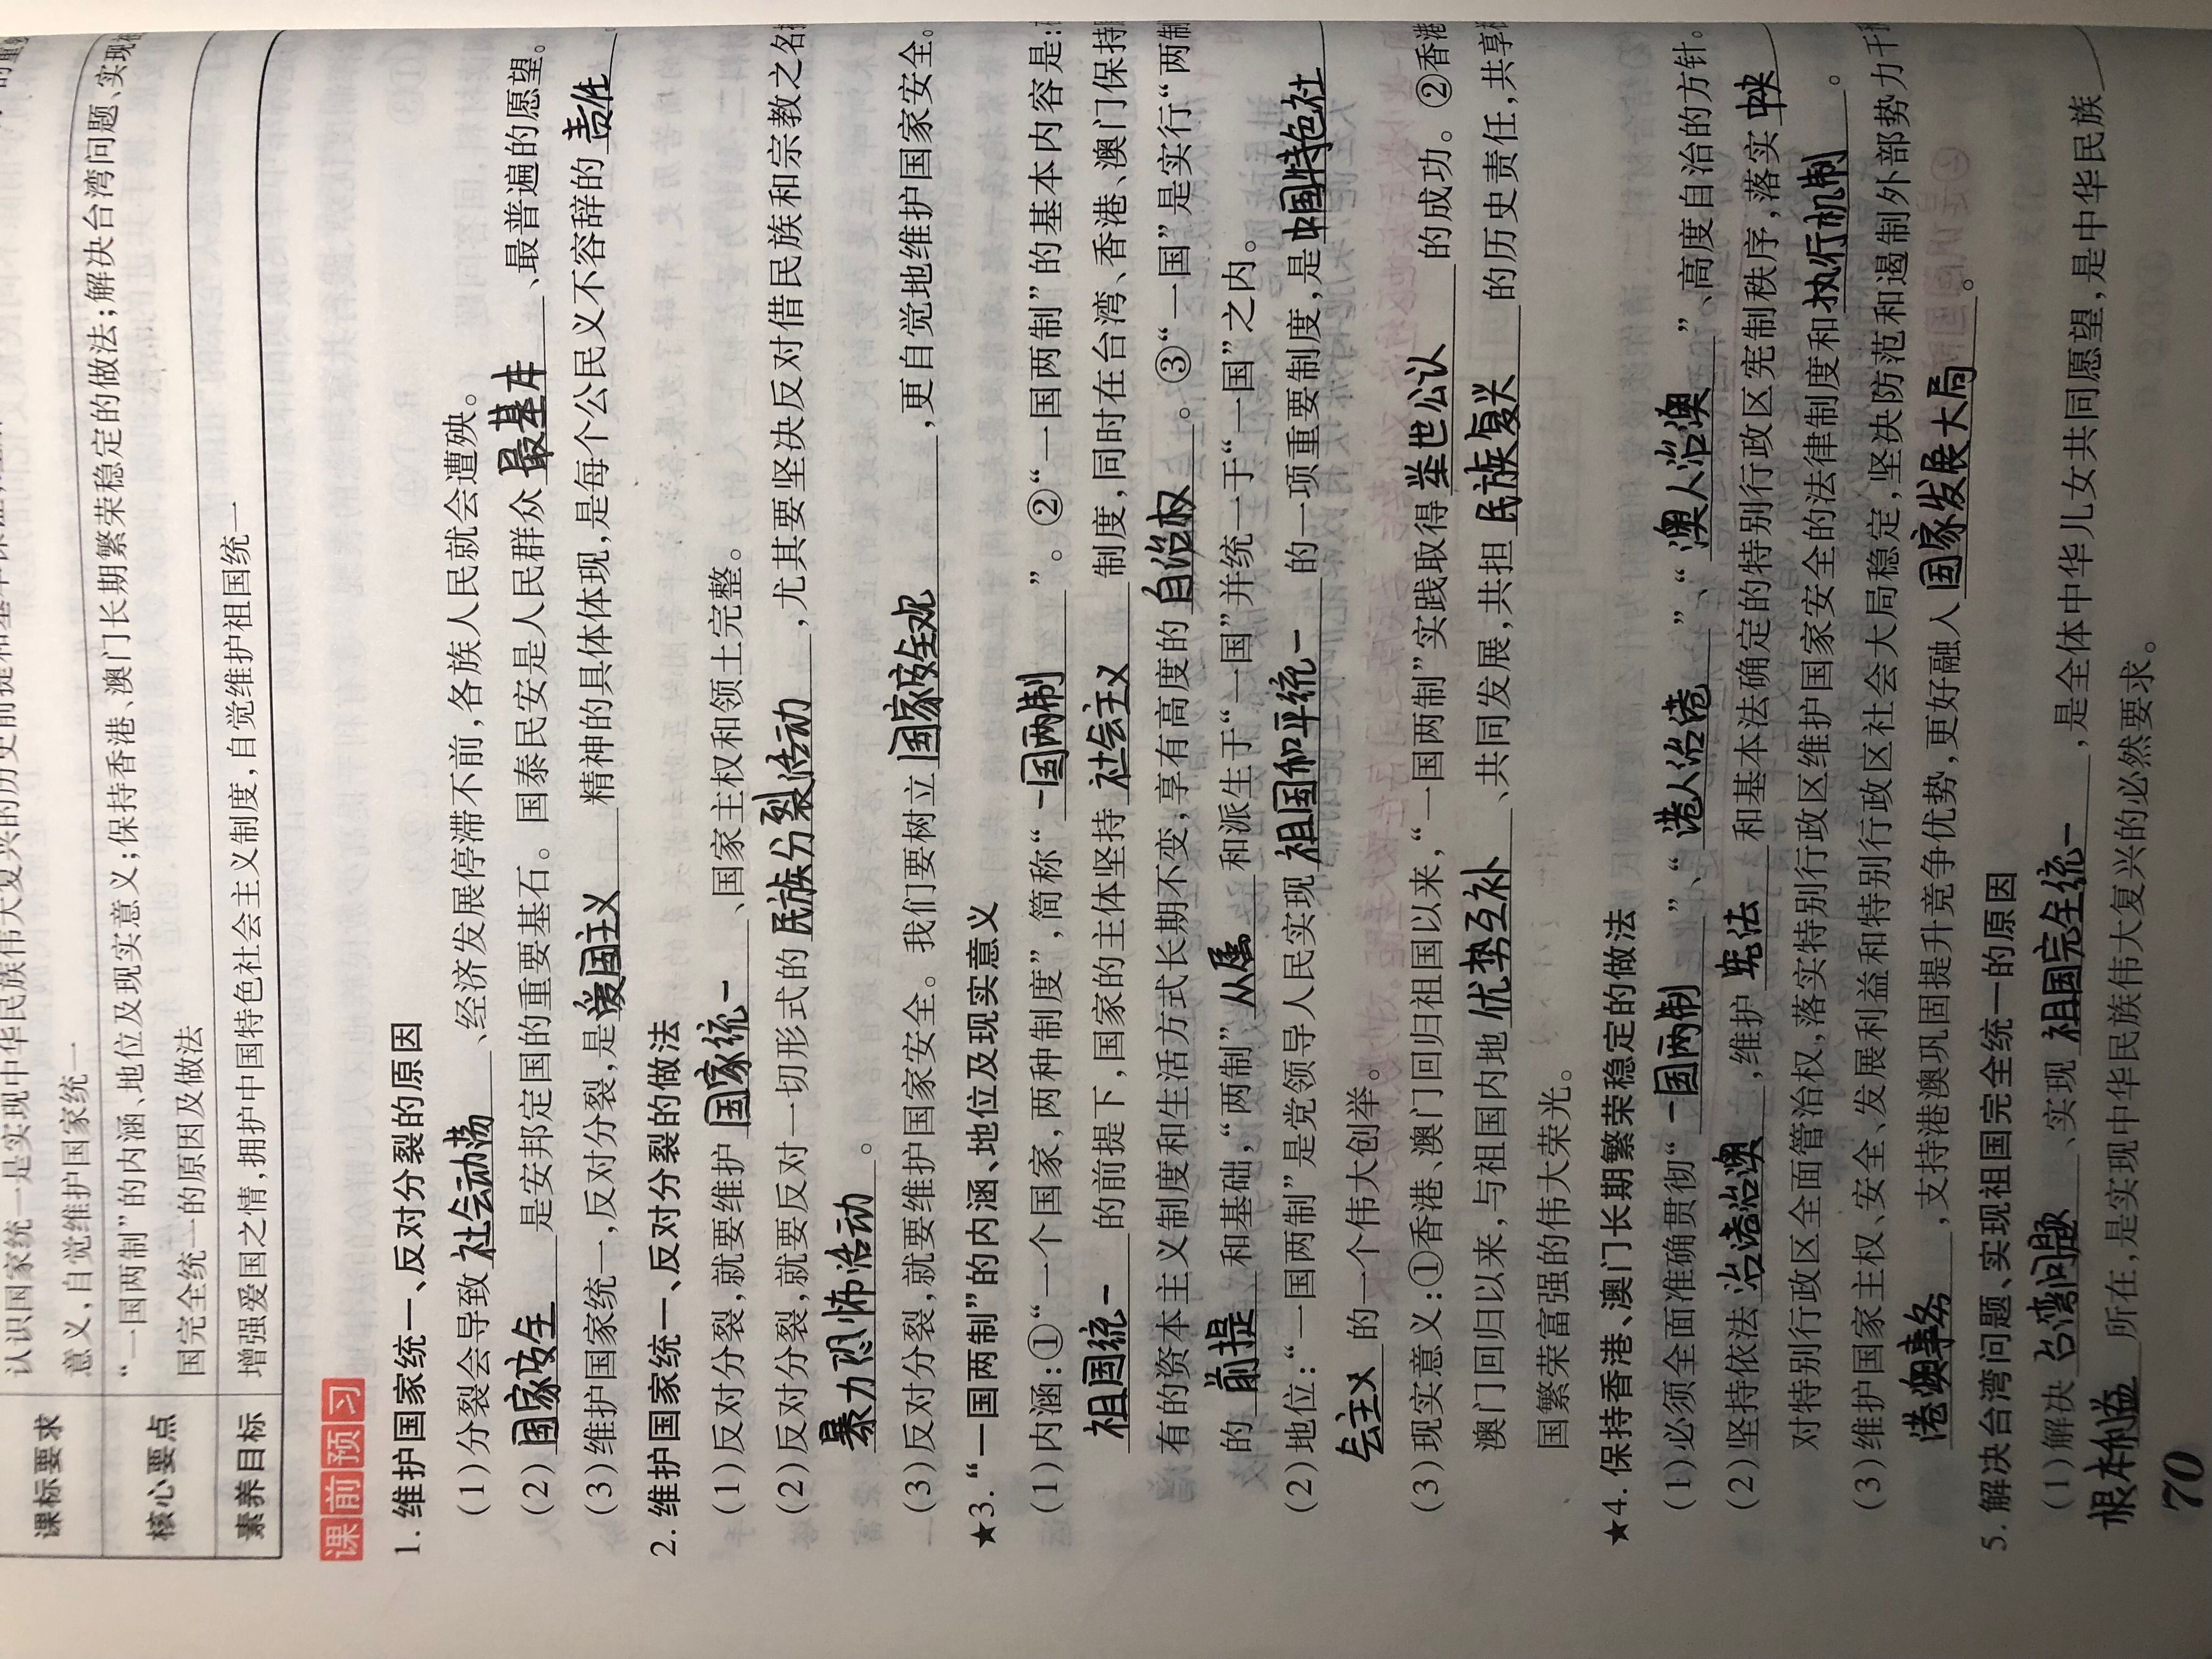 认识国家统一是实现中华民族伟大复兴的历史前提和基本保证
课标要求
意义,自觉维护国家统一
“一国两制”的内涵、地位及现实意义;保持香港、澳门长期繁荣稳定的做法;解决台湾问题、实现
核心要点
国完全统一的原因及做法
素养目标 增强爱国之情,拥护中国特色社会主义制度,自觉维护祖国统一
课前预习
1. 维护国家统一、反对分裂的原因
(1)分裂会导致社会动荡、经济发展停滞不前,各族人民就会遭殃。
(2)国家安全是安邦定国的重要基石。国泰民安是人民群众最基本、最普遍的愿望。
(3)维护国家统一,反对分裂,是爱国主义精神的具体体现,是每个公民义不容辞的责任
2. 维护国家统一、反对分裂的做法
(1)反对分裂,就要维护国家统一、国家主权和领土完整。
(2)反对分裂,就要反对一切形式的民族分裂活动,尤其要坚决反对借民族和宗教之名
暴力恐怖活动。
(3)反对分裂,就要维护国家安全。我们要树立国家安全观,更自觉地维护国家安全。
★3. “一国两制”的内涵、地位及现实意义
(1)内涵:①“一个国家,两种制度”,简称“一国两制”。②“一国两制”的基本内容是:
祖国统一的前提下,国家的主体坚持社会主义制度,同时在台湾、香港、澳门保持
有的资本主义制度和生活方式长期不变,享有高度的自治权。③“一国”是实行“两制
的前提和基础,“两制”从属和派生于“一国”并统一于“一国”之内。
(2)地位:“一国两制”是党领导人民实现祖国和平统一的一项重要制度,是中国特色社
会主义的一个伟大创举。
(3)现实意义:①香港、澳门回归祖国以来,“一国两制”实践取得举世公认的成功。②香港
澳门回归以来,与祖国内地优势互补、共同发展,共担民族复兴的历史责任,共享
国繁荣富强的伟大荣光。
★4. 保持香港、澳门长期繁荣稳定的做法
(1)必须全面准确贯彻“一国两制”、“港人治港”、“澳人治澳”、高度自治的方针。
(2)坚持依法治港治澳,维护宪法和基本法确定的特别行政区宪制秩序,落实中央
对特别行政区全面管治权,落实特别行政区维护国家安全的法律制度和执行机制。
(3)维护国家主权、安全、发展利益和特别行政区社会大局稳定,坚决防范和遏制外部势力干
港澳事务,支持港澳巩固提升竞争优势,更好融入国家发展大局。
5. 解决台湾问题、实现祖国完全统一的原因
(1)解决台湾问题、实现祖国完全统一,是全体中华儿女共同愿望,是中华民族
根本利益所在,是实现中华民族伟大复兴的必然要求。
70